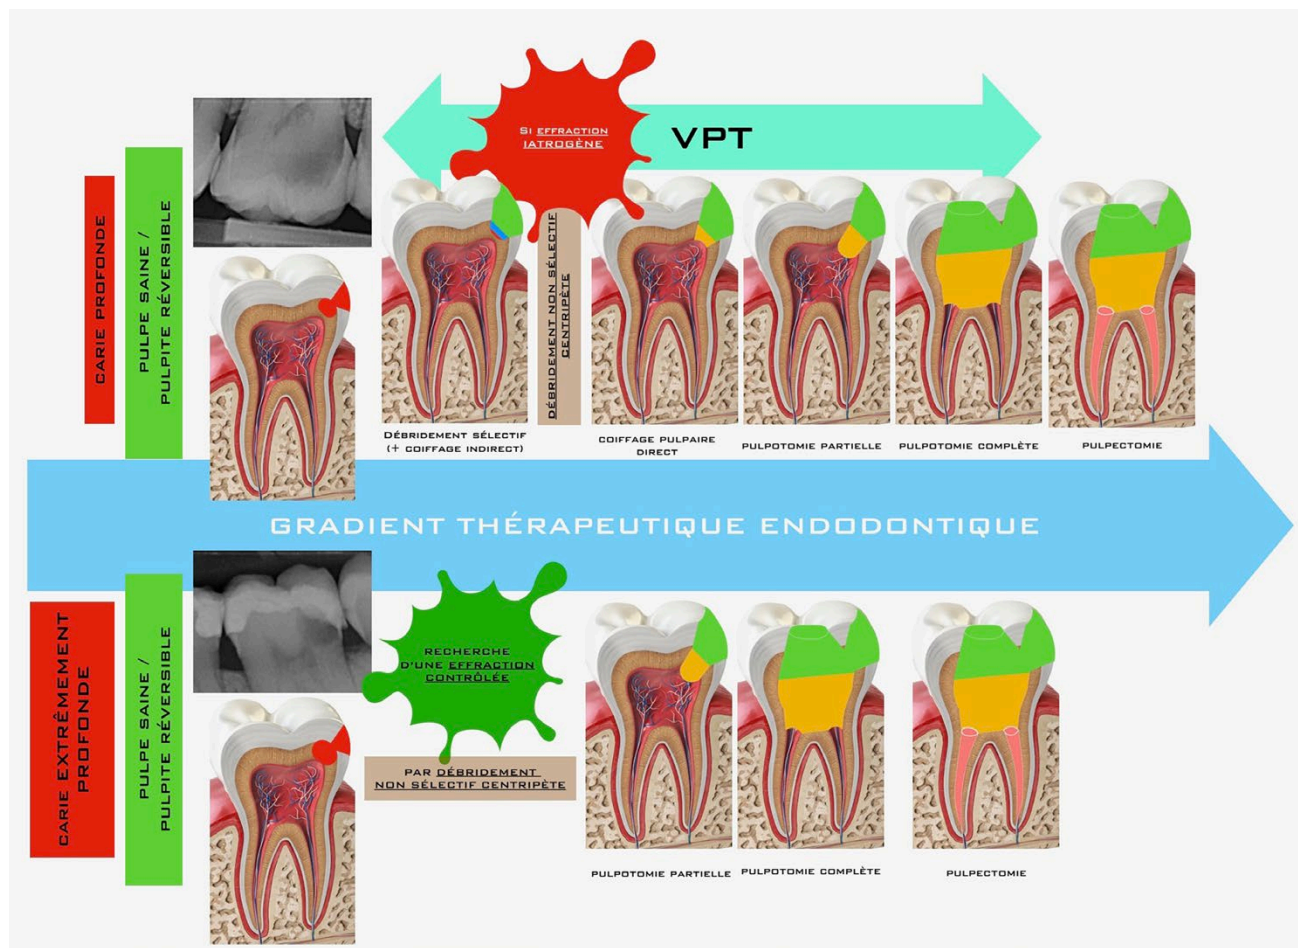 SI EFFRACTION
IATROGÈNE
VPT
CARIE PROFONDE
PULPE SAINE /
PULPITE RÉVERSIBLE
DÉBRIDEMENT NON SÉLECTIF
CENTRIPÈTE
DÉBRIDEMENT SÉLECTIF
(+ COIFFAGE INDIRECT)
COIFFAGE PULPAIRE
DIRECT
PULPOTOMIE PARTIELLE
PULPOTOMIE COMPLÈTE
PULPECTOMIE
GRADIENT THÉRAPEUTIQUE ENDODONTIQUE
CARIE EXTRÊMEMENT
PROFONDE
PULPE SAINE /
PULPITE RÉVERSIBLE
RECHERCHE
D'UNE EFFRACTION
CONTRÔLÉE
PAR DÉBRIDEMENT
NON SÉLECTIF CENTRIPÈTE
PULPOTOMIE PARTIELLE
PULPOTOMIE COMPLÈTE
PULPECTOMIE